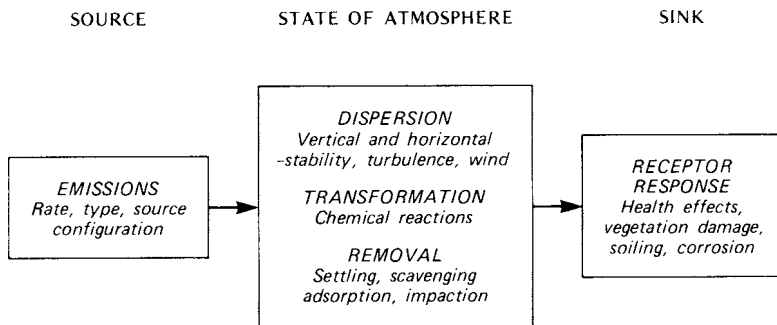 SOURCE
STATE OF ATMOSPHERE
SINK
EMISSIONS
Rate, type, source
configuration
DISPERSION
Vertical and horizontal
-stability, turbulence, wind
TRANSFORMATION
Chemical reactions
REMOVAL
Settling, scavenging
adsorption, impaction
RECEPTOR
RESPONSE
Health effects,
vegetation damage,
soiling, corrosion